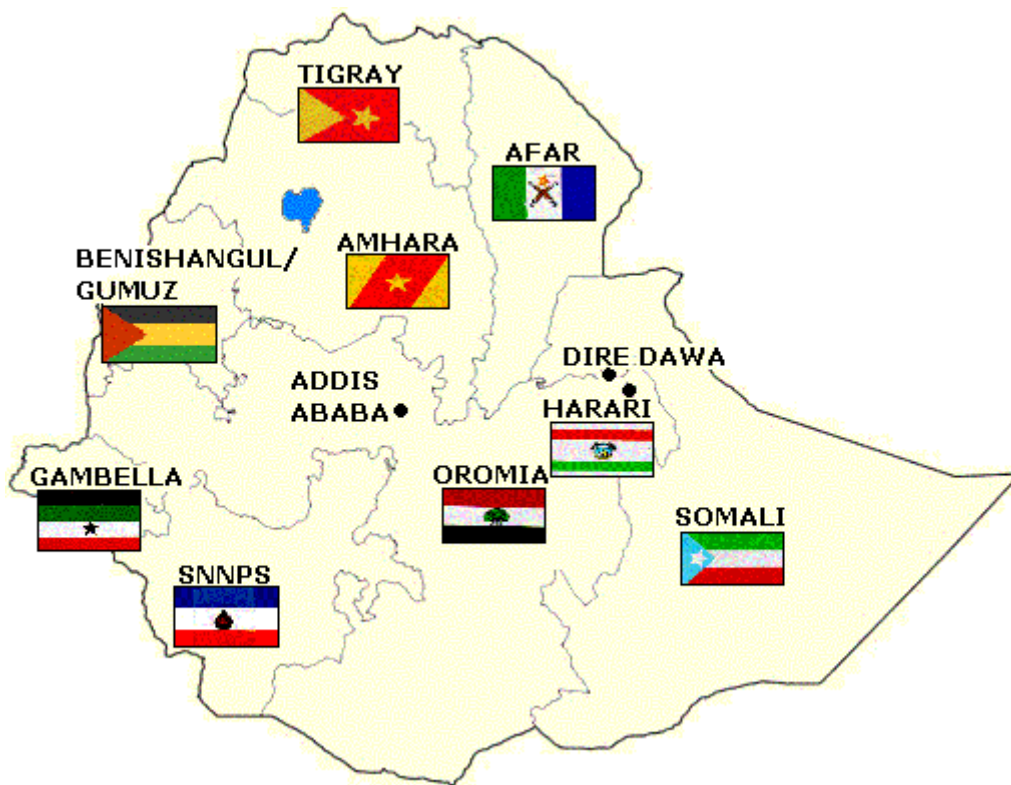 TIGRAY
AFAR
AMHARA
BENISHANGUL/
GUMUZ
DIRE DAWA
ADDIS
ABABA
HARARI
GAMBELLA
OROMIA
SOMALI
SNNPS